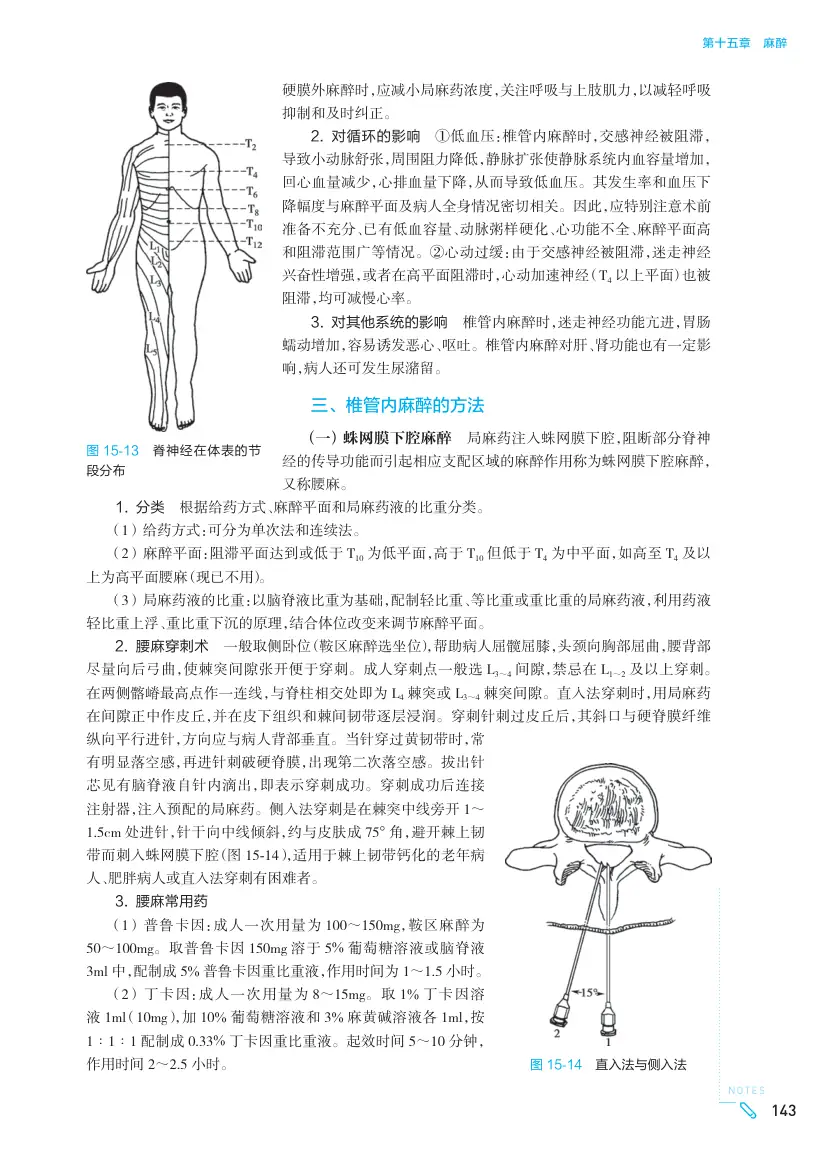 第十五章 麻醉
硬膜外麻醉时,应减小局麻药浓度,关注呼吸与上肢肌力,以减轻呼吸
抑制和及时纠正。
2. 对循环的影响 ①低血压:椎管内麻醉时,交感神经被阻滞,
导致小动脉舒张,周围阻力降低,静脉扩张使静脉系统内血容量增加,
回心血量减少,心排血量下降,从而导致低血压。其发生率和血压下
降幅度与麻醉平面及病人全身情况密切相关。因此,应特别注意术前
准备不充分、已有低血容量、动脉粥样硬化、心功能不全、麻醉平面高
和阻滞范围广等情况。②心动过缓:由于交感神经被阻滞,迷走神经
兴奋性增强,或者在高平面阻滞时,心动加速神经(T4 以上平面)也被
阻滞,均可减慢心率。
3. 对其他系统的影响 椎管内麻醉时,迷走神经功能亢进,胃肠
蠕动增加,容易诱发恶心、呕吐。椎管内麻醉对肝、肾功能也有一定影
响,病人还可发生尿潴留。
T2
T4
T6
T8
T10
T12
L1
L2
L3
L4
L5
图 15-13 脊神经在体表的节
段分布
三、椎管内麻醉的方法
(一)蛛网膜下腔麻醉 局麻药注入蛛网膜下腔,阻断部分脊神
经的传导功能而引起相应支配区域的麻醉作用称为蛛网膜下腔麻醉,
又称腰麻。
1. 分类 根据给药方式、麻醉平面和局麻药液的比重分类。
(1)给药方式:可分为单次法和连续法。
(2)麻醉平面:阻滞平面达到或低于 T10 为低平面,高于 T10 但低于 T4 为中平面,如高至 T4 及以
上为高平面腰麻(现已不用)。
(3)局麻药液的比重:以脑脊液比重为基础,配制轻比重、等比重或重比重的局麻药液,利用药液
轻比重上浮、重比重下沉的原理,结合体位改变来调节麻醉平面。
2. 腰麻穿刺术 一般取侧卧位(鞍区麻醉选坐位),帮助病人屈髋屈膝,头颈向胸部屈曲,腰背部
尽量向后弓曲,使棘突间隙张开便于穿刺。成人穿刺点一般选 L3~4 间隙,禁忌在 L1~2 及以上穿刺。
在两侧髂嵴最高点作一连线,与脊柱相交处即为 L4 棘突或 L3~4 棘突间隙。直入法穿刺时,用局麻药
在间隙正中作皮丘,并在皮下组织和棘间韧带逐层浸润。穿刺针刺过皮丘后,其斜口与硬脊膜纤维
纵向平行进针,方向应与病人背部垂直。当针穿过黄韧带时,常
有明显落空感,再进针刺破硬脊膜,出现第二次落空感。拔出针
芯见有脑脊液自针内滴出,即表示穿刺成功。穿刺成功后连接
注射器,注入预配的局麻药。侧入法穿刺是在棘突中线旁开 1~
1.5cm 处进针,针干向中线倾斜,约与皮肤成 75° 角,避开棘上韧
带而刺入蛛网膜下腔(图 15-14),适用于棘上韧带钙化的老年病
人、肥胖病人或直入法穿刺有困难者。
3. 腰麻常用药
(1)普鲁卡因:成人一次用量为 100~150mg,鞍区麻醉为
50~100mg。取普鲁卡因 150mg 溶于 5% 葡萄糖溶液或脑脊液
3ml 中,配制成 5% 普鲁卡因重比重液,作用时间为 1~1.5 小时。
(2)丁卡因:成人一次用量为 8~15mg。取 1% 丁卡因溶
液 1ml(10mg),加 10% 葡萄糖溶液和 3% 麻黄碱溶液各 1ml,按
1∶1∶1 配制成 0.33% 丁卡因重比重液。起效时间 5~10 分钟,
作用时间 2~2.5 小时。
15°
2
1
图 15-14 直入法与侧入法
NOTES
143